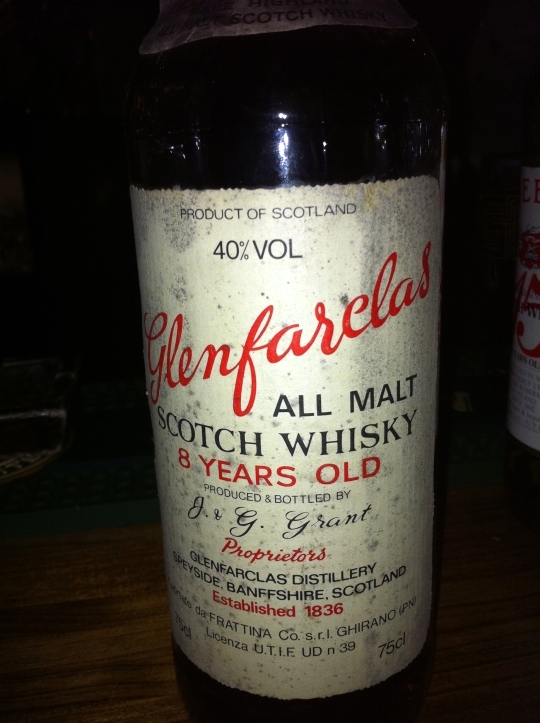 HIGHLAND
SCOTCH WHISKY
PRODUCT OF SCOTLAND
40% VOL
Glenfarclas
ALL MALT
SCOTCH WHISKY
8 YEARS OLD
PRODUCED & BOTTLED BY
J. & G. Grant
Proprietors
GLENFARCLAS DISTILLERY
SPEYSIDE, BANFFSHIRE, SCOTLAND
Established 1836
da FRATTINA Co. s.r.l. GHIRANO (PN)
75cl Licenza U.T.I.F. UD n 39 75cl